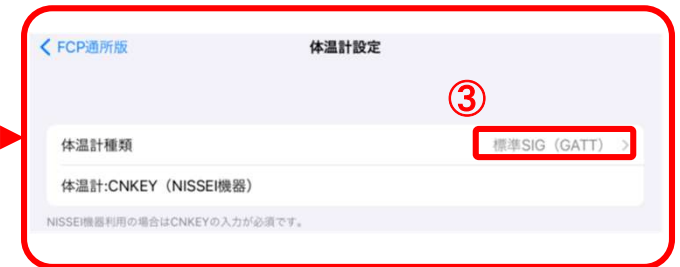 FCP通所版
体温計設定
③
体温計種類
標準SIG（GATT）
体温計:CNKEY（NISSEI機器）
NISSEI機器利用の場合はCNKEYの入力が必須です。